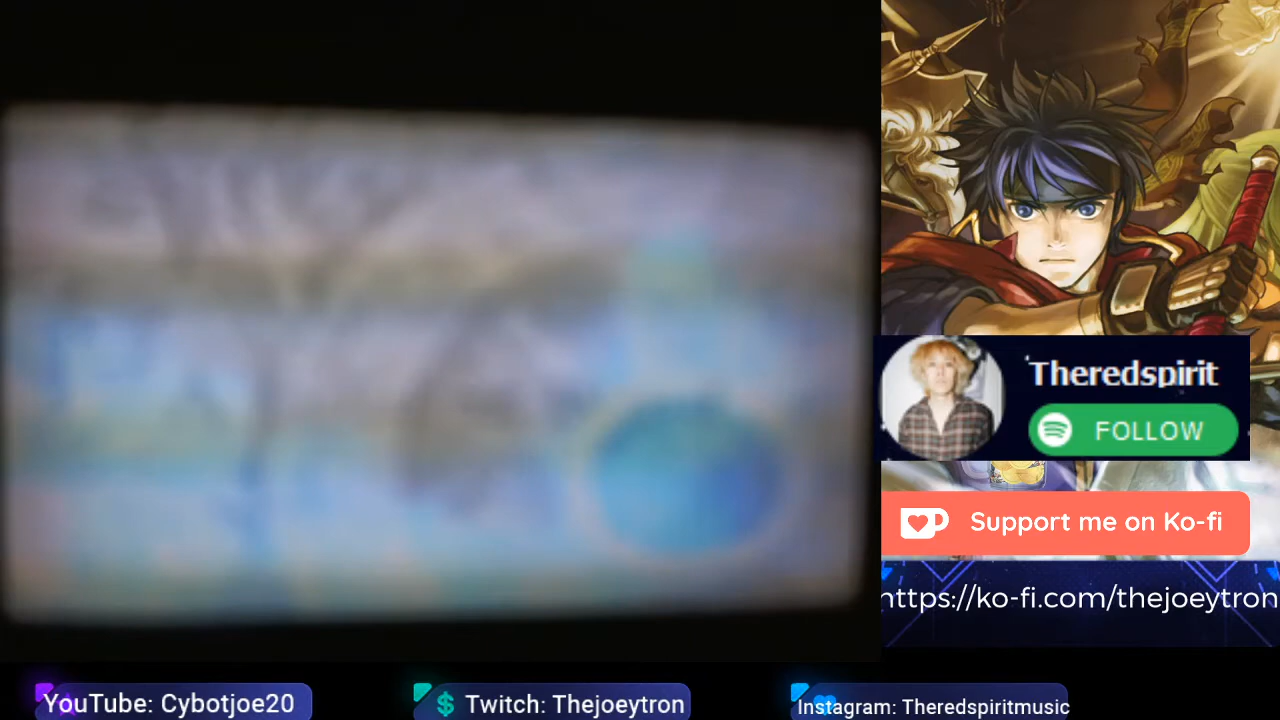 Theredspirit
FOLLOW
Support me on Ko-fi
https://ko-fi.com/thejoeytron
YouTube: Cybotjoe20
$ Twitch: Thejoeytron
Instagram: Theredspiritmusic